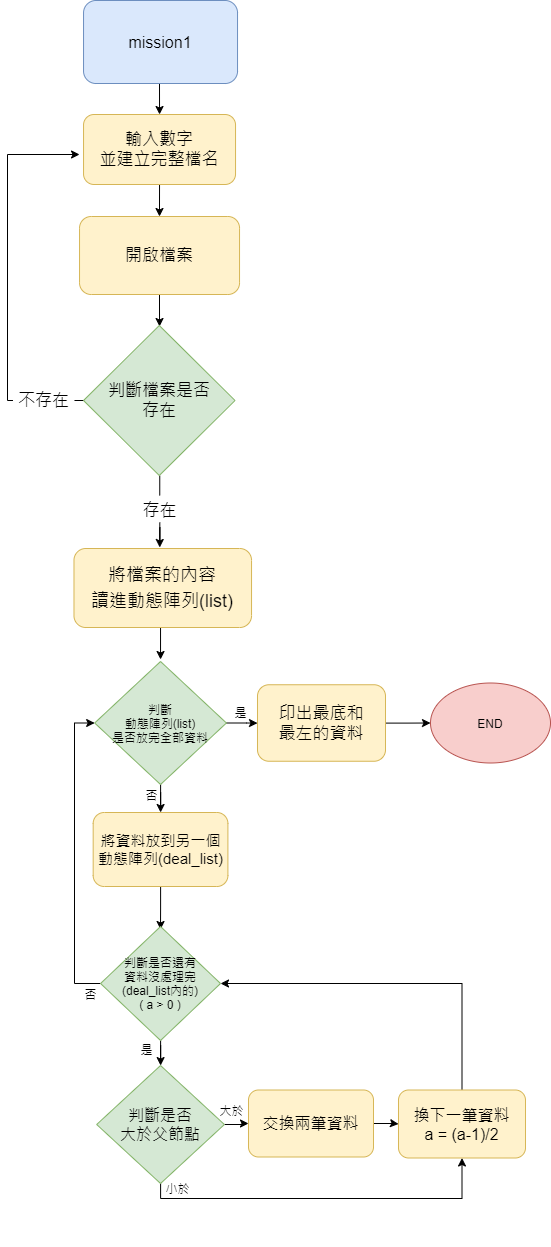 mission1
輸入數字
並建立完整檔名
開啟檔案
判斷檔案是否
存在
不存在
存在
將檔案的內容
讀進動態陣列(list)
判斷
動態陣列(list)
是否放完全部資料
是
印出最底和
最左的資料
END
否
將資料放到另一個
動態陣列(deal_list)
判斷是否還有
資料沒處理完
(deal_list內的)
( a > 0 )
否
是
判斷是否
大於父節點
大於
交換兩筆資料
換下一筆資料
a = (a-1)/2
小於